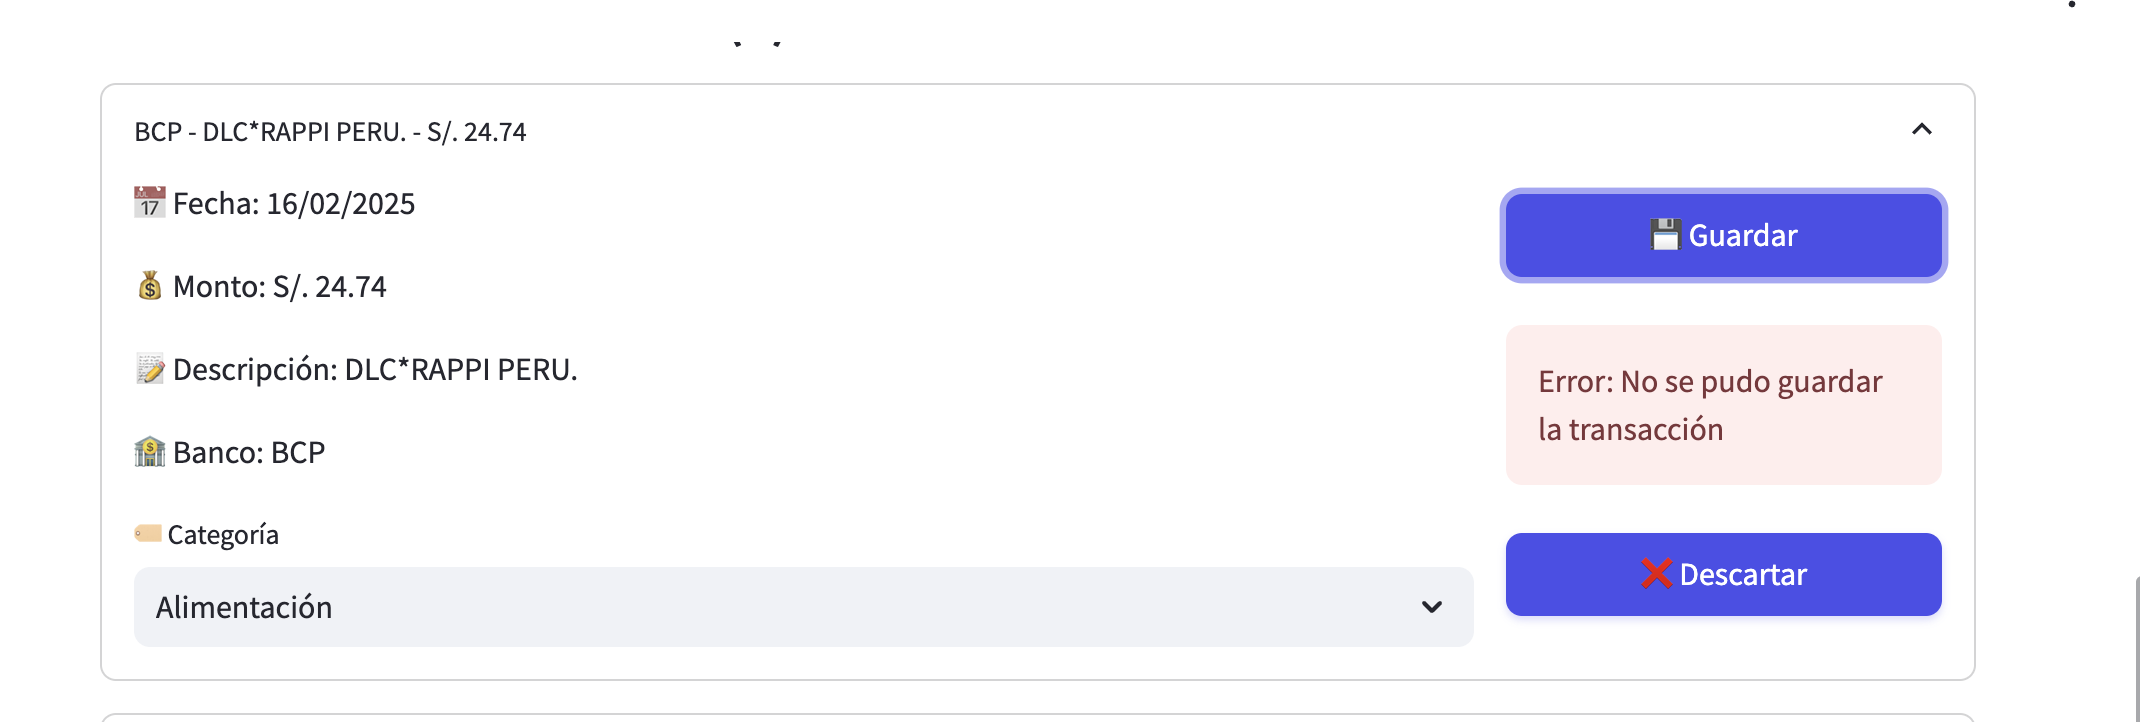 BCP - DLC*RAPPI PERU. - S/. 24.74
📅 Fecha: 16/02/2025
💰 Monto: S/. 24.74
📝 Descripción: DLC*RAPPI PERU.
🏦 Banco: BCP
🏷️ Categoría
Alimentación
💾 Guardar
Error: No se pudo guardar
la transacción
❌ Descartar